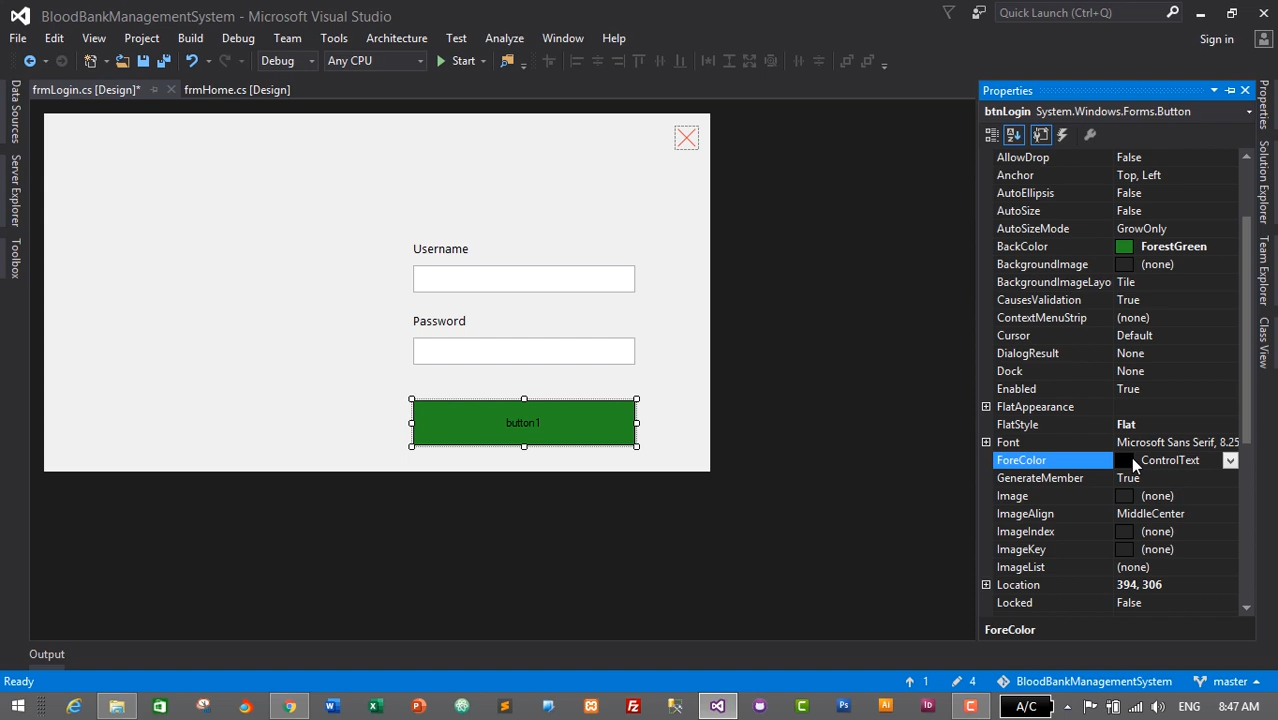 BloodBankManagementSystem - Microsoft Visual Studio
Quick Launch (Ctrl+Q)
File Edit View Project Build Debug Team Tools Architecture Test Analyze Window Help
Sign in
Debug Any CPU Start
frmLogin.cs [Design]* frmHome.cs [Design]
Data Sources
Server Explorer
Toolbox
Username
Password
button1
Properties
btnLogin System.Windows.Forms.Button
AllowDrop False
Anchor Top, Left
AutoEllipsis False
AutoSize False
AutoSizeMode GrowOnly
BackColor ForestGreen
BackgroundImage (none)
BackgroundImageLayo Tile
CausesValidation True
ContextMenuStrip (none)
Cursor Default
DialogResult None
Dock None
Enabled True
FlatAppearance
FlatStyle Flat
Font Microsoft Sans Serif, 8.25
ForeColor ControlText
GenerateMember True
Image (none)
ImageAlign MiddleCenter
ImageIndex (none)
ImageKey (none)
ImageList (none)
Location 394, 306
Locked False
ForeColor
Properties
Solution Explorer
Team Explorer
Class View
Output
Ready 1 4 BloodBankManagementSystem master
A/C ENG 8:47 AM